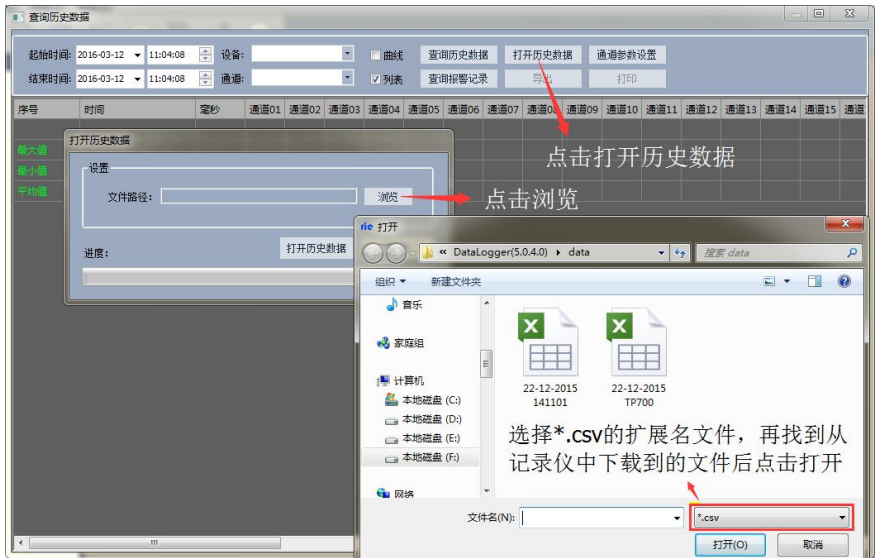 查询历史数据
起始时间: 2016-03-12 11:04:08 设备: 曲线 查询历史数据 打开历史数据 通道参数设置
结束时间: 2016-03-12 11:04:08 通道: 列表 查询报警记录 导出 打印
序号 时间 毫秒 通道01 通道02 通道03 通道04 通道05 通道06 通道07 通道08 通道09 通道10 通道11 通道12 通道13 通道14 通道15 通道
最大值
最小值
平均值
点击打开历史数据
打开历史数据
设置
文件路径: 浏览
点击浏览
进度: 打开历史数据
打开
« DataLogger(5.0.4.0) data 搜索 data
组织 新建文件夹
音乐
家庭组
计算机
本地磁盘 (C:)
本地磁盘 (D:)
本地磁盘 (E:)
本地磁盘 (F:)
网络
22-12-2015
141101
22-12-2015
TP700
选择*.csv的扩展名文件，再找到从
记录仪中下载到的文件后点击打开
文件名(N): *.csv
打开(O) 取消